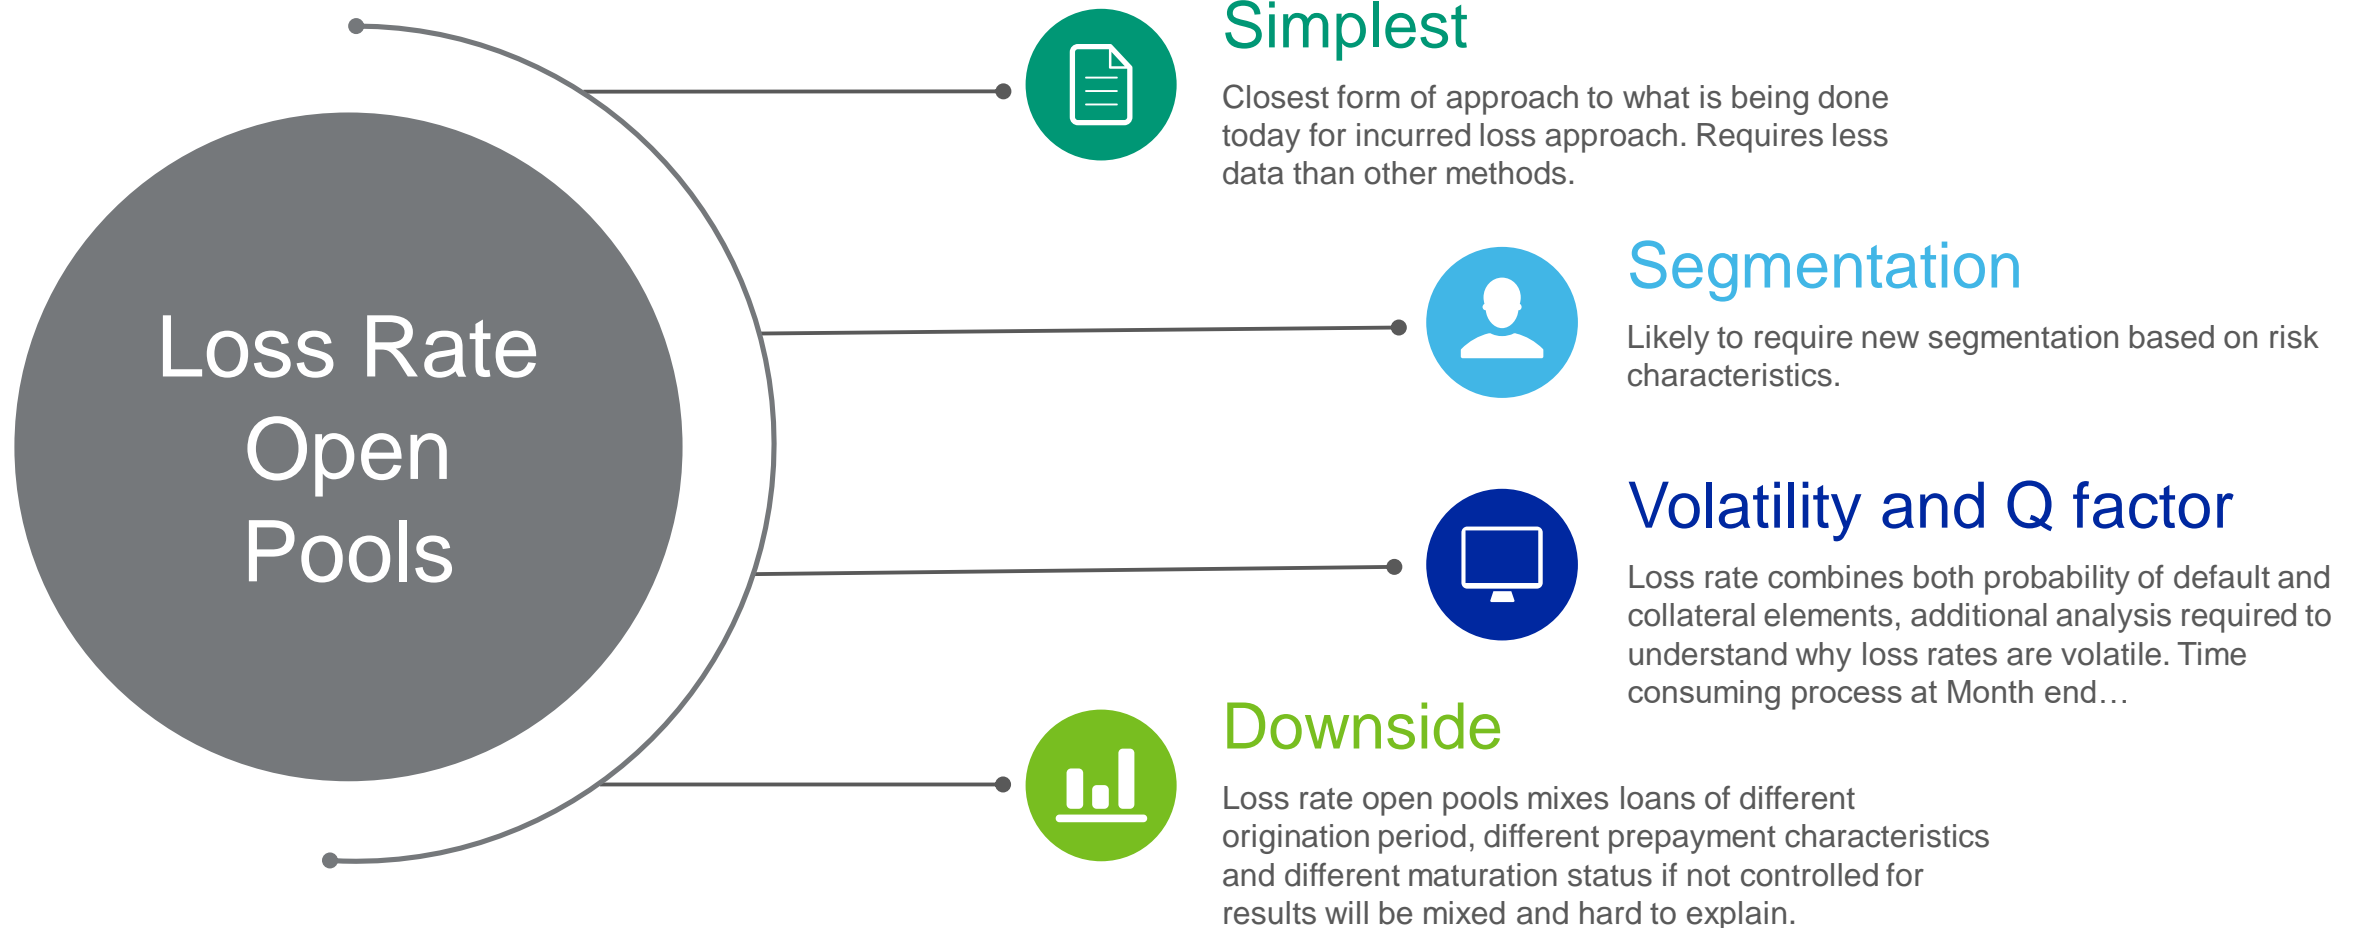 Loss Rate
Open
Pools
Simplest
Closest form of approach to what is being done
today for incurred loss approach. Requires less
data than other methods.
Segmentation
Likely to require new segmentation based on risk
characteristics.
Volatility and Q factor
Loss rate combines both probability of default and
collateral elements, additional analysis required to
understand why loss rates are volatile. Time
consuming process at Month end…
Downside
Loss rate open pools mixes loans of different
origination period, different prepayment characteristics
and different maturation status if not controlled for
results will be mixed and hard to explain.